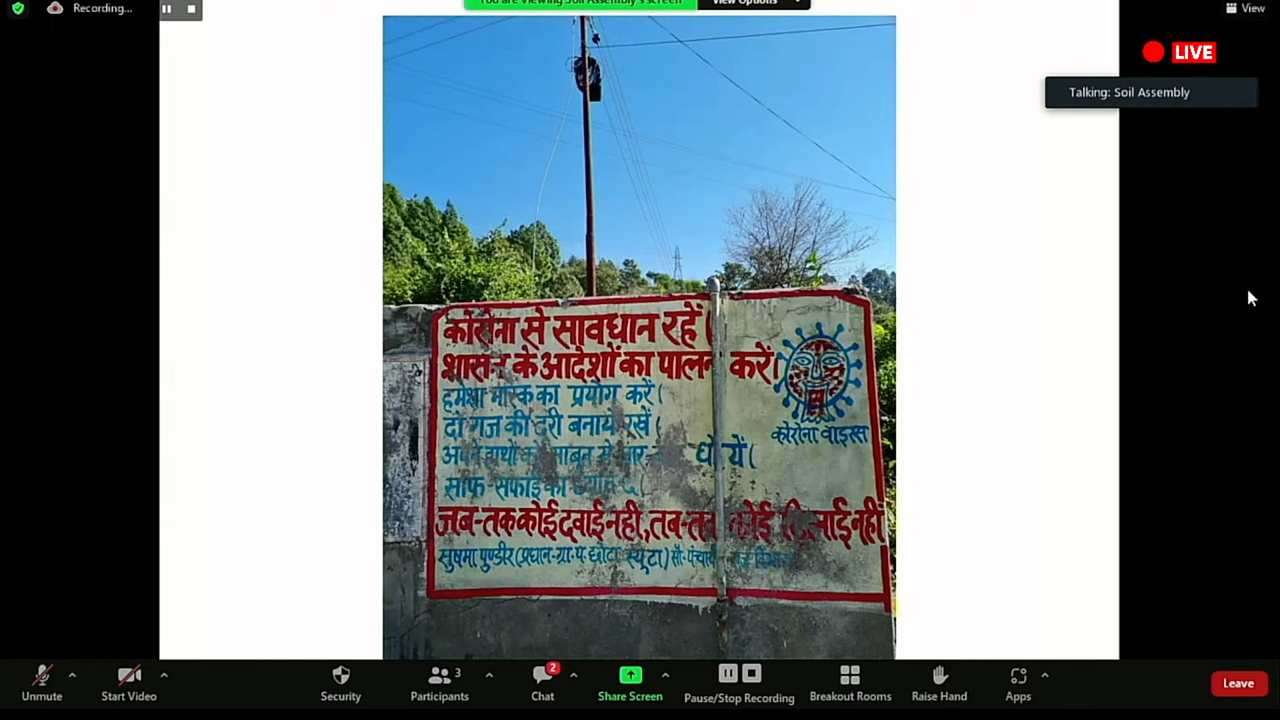 Recording...
You are viewing Soil Assembly's screen
View Options
View
LIVE
Talking: Soil Assembly
कोरोना से सावधान रहें
शासन के आदेशों का पालन करें।
हमेशा मास्क का प्रयोग करें
दो गज की दूरी बनाये रखें
अपने हाथों को साबुन से बार- धोयें
साफ-सफाई का ध्यान दें
कोरोना वाइरस
जब-तक कोई दवाई नही, तब-तक कोई ढिलाई नहीं
सुषमा पुण्डीर (प्रधान-ग्रा.पं. छोटा स्यूटा) सौ.
Unmute
Start Video
Security
Participants 3
Chat 2
Share Screen
Pause/Stop Recording
Breakout Rooms
Raise Hand
Apps
Leave